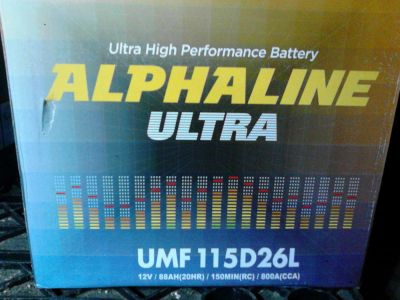 Ultra High Performance Battery
ALPHALINE
ULTRA
UMF 115D26L
12V / 88AH(20HR) / 150MIN(RC) / 800A(CCA)